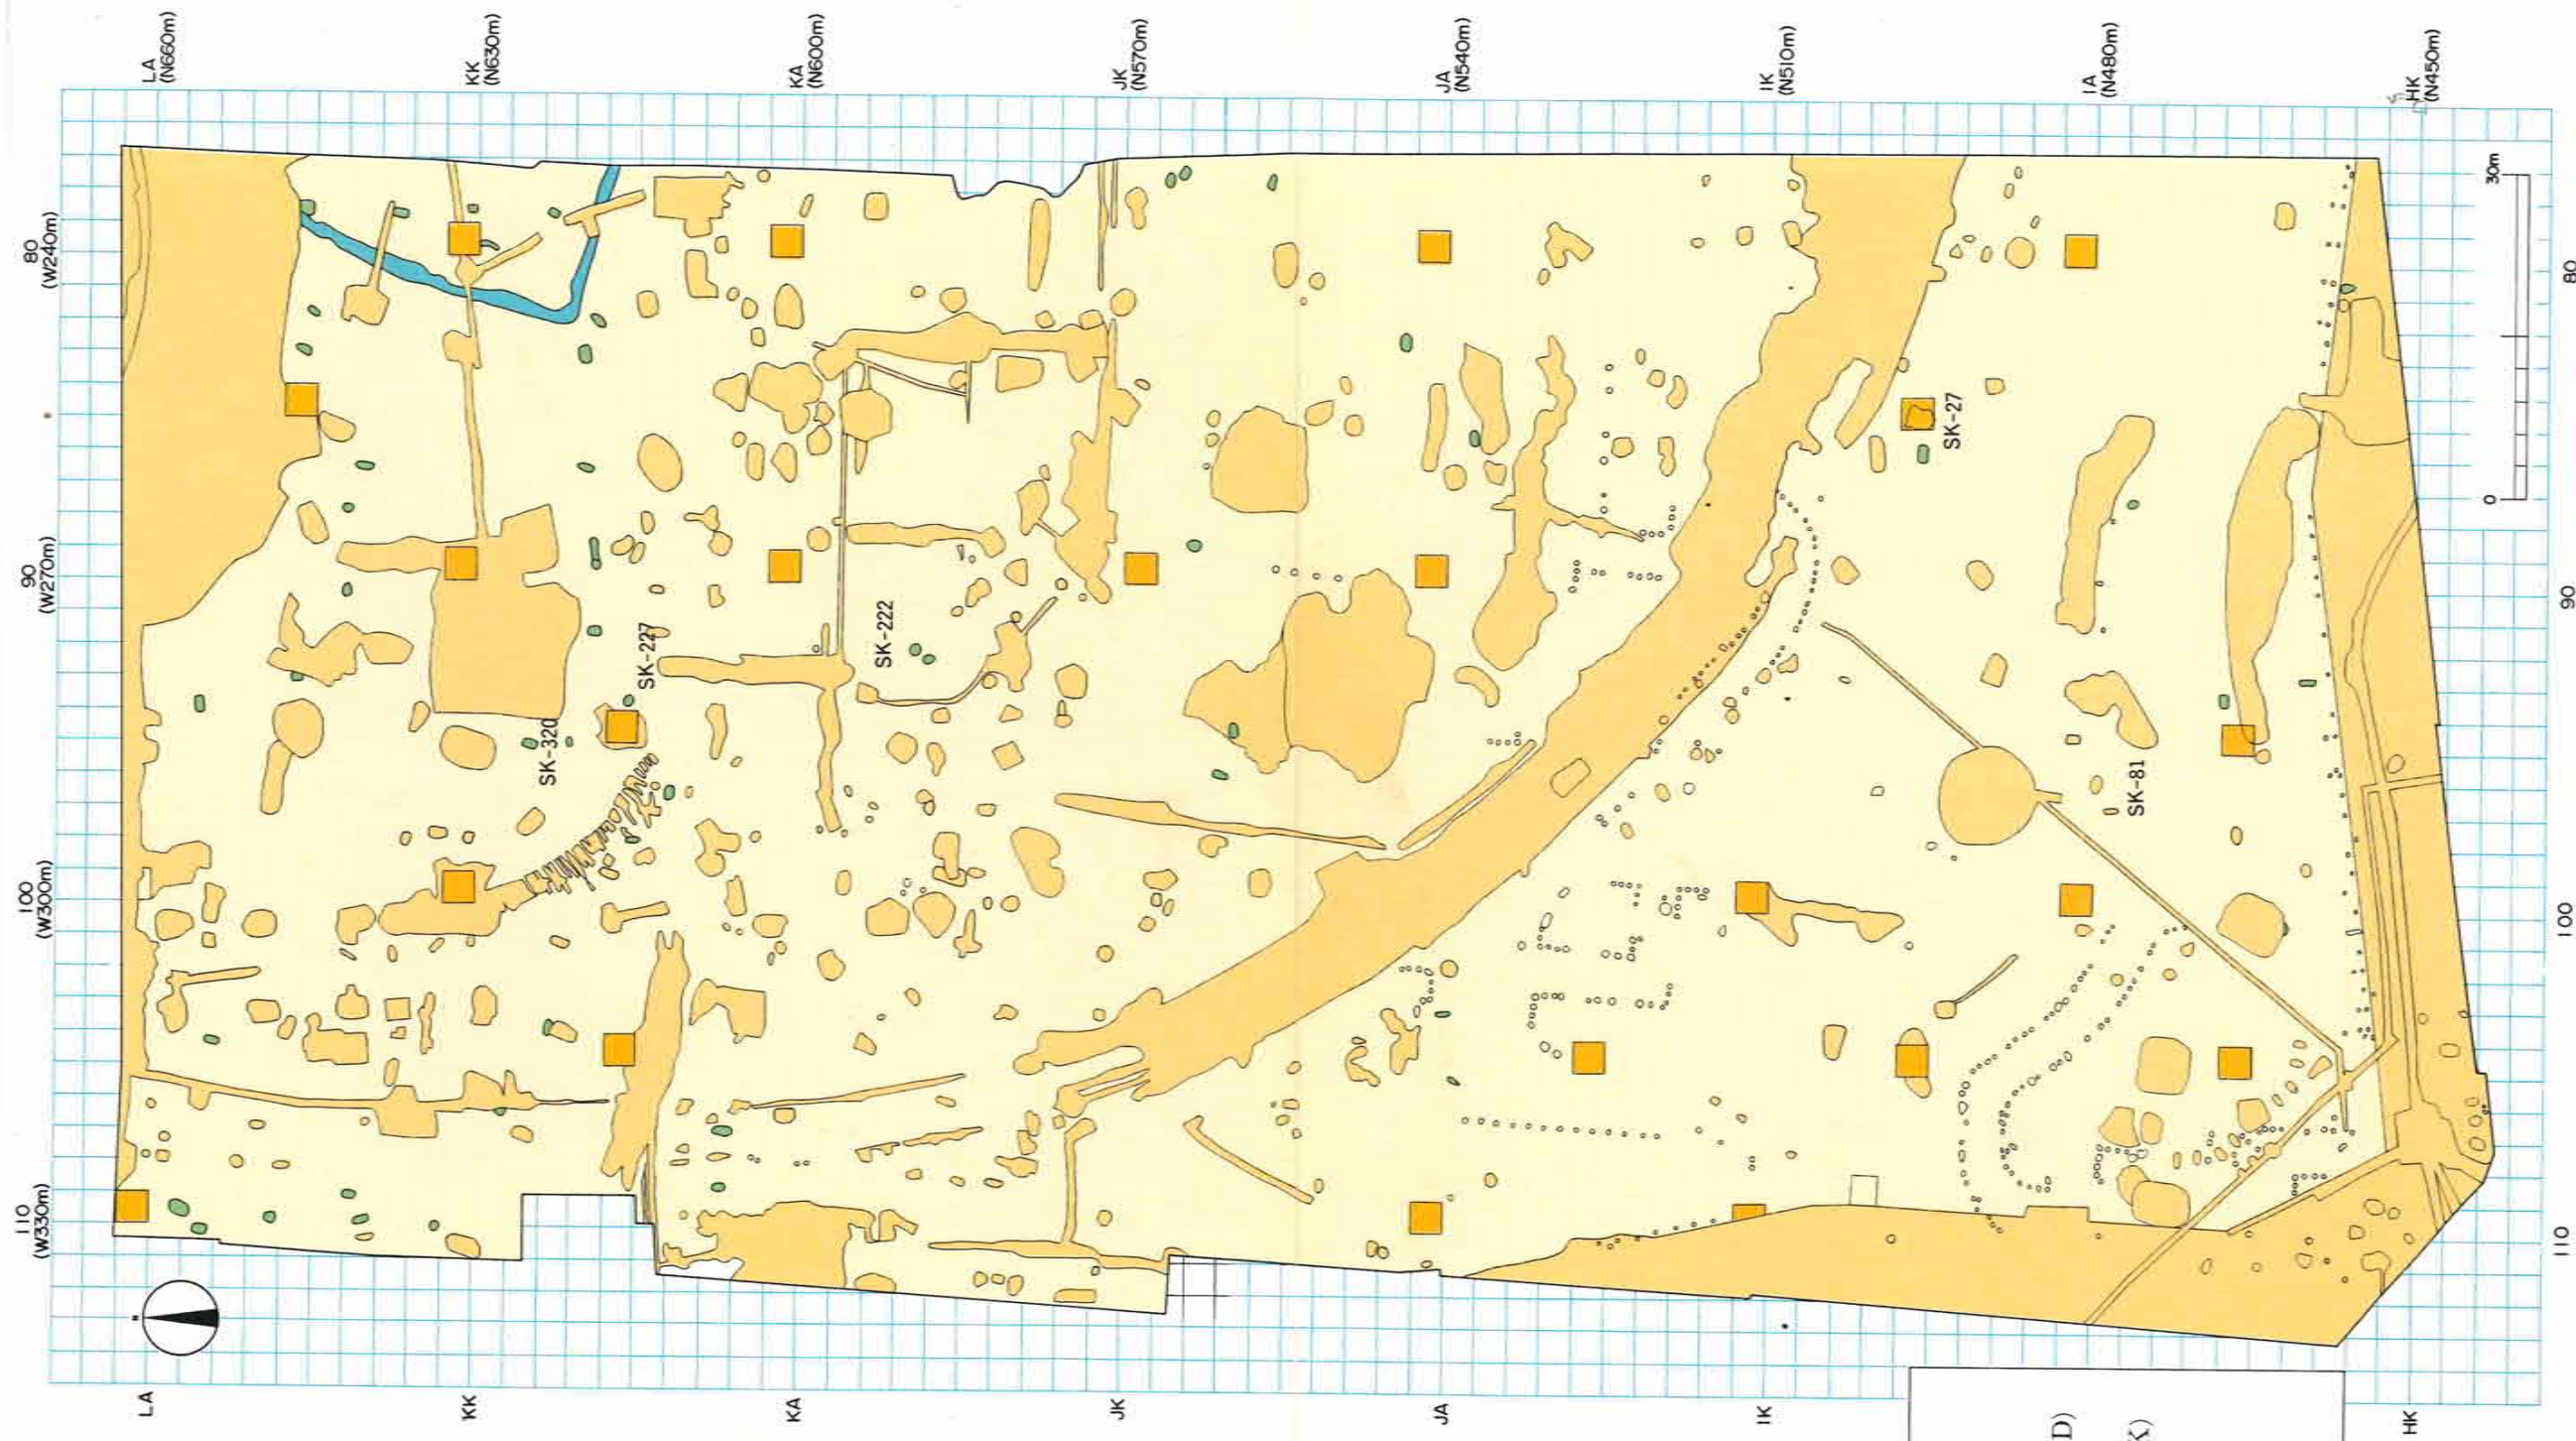 LA
(N660m)
KK
(N630m)
KA
(N600m)
JK
(N570m)
JA
(N540m)
IK
(N510m)
IA
(N480m)
HK
(N450m)
80
(W240m)
90
(W270m)
100
(W300m)
110
(W330m)
80
90
100
110
30m
0
SK-27
SK-222
SK-227
SK-320
SK-81
LA
KK
KA
JK
JA
IK
HK
D)
K)